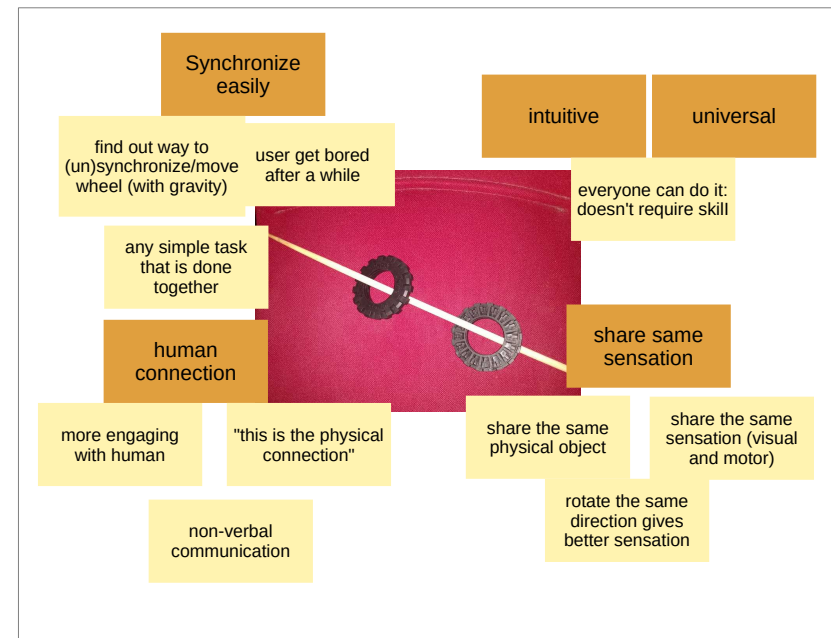 Synchronize
easily
find out way to
(un)synchronize/move
wheel (with gravity)
user get bored
after a while
any simple task
that is done
together
human
connection
more engaging
with human
"this is the physical
connection"
non-verbal
communication
intuitive
universal
everyone can do it:
doesn't require skill
share same
sensation
share the same
physical object
share the same
sensation (visual
and motor)
rotate the same
direction gives
better sensation